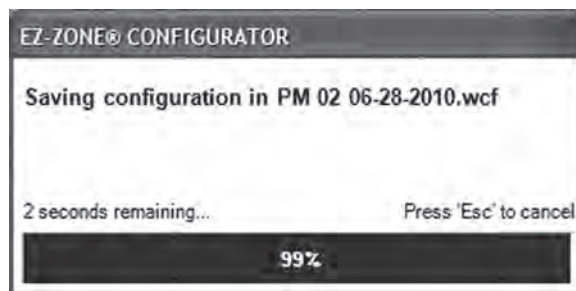 EZ-ZONE® CONFIGURATOR
Saving configuration in PM 02 06-28-2010.wcf
2 seconds remaining... Press 'Esc' to cancel
99%